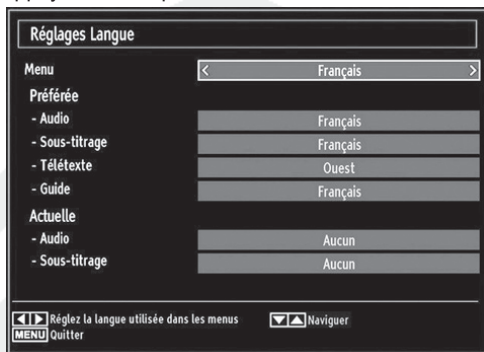 Réglages Langue
Menu < Français >
Préférée
- Audio Français
- Sous-titrage Français
- Télétexte Ouest
- Guide Français
Actuelle
- Audio Aucun
- Sous-titrage Aucun
Réglez la langue utilisée dans les menus Naviguer
MENU Quitter